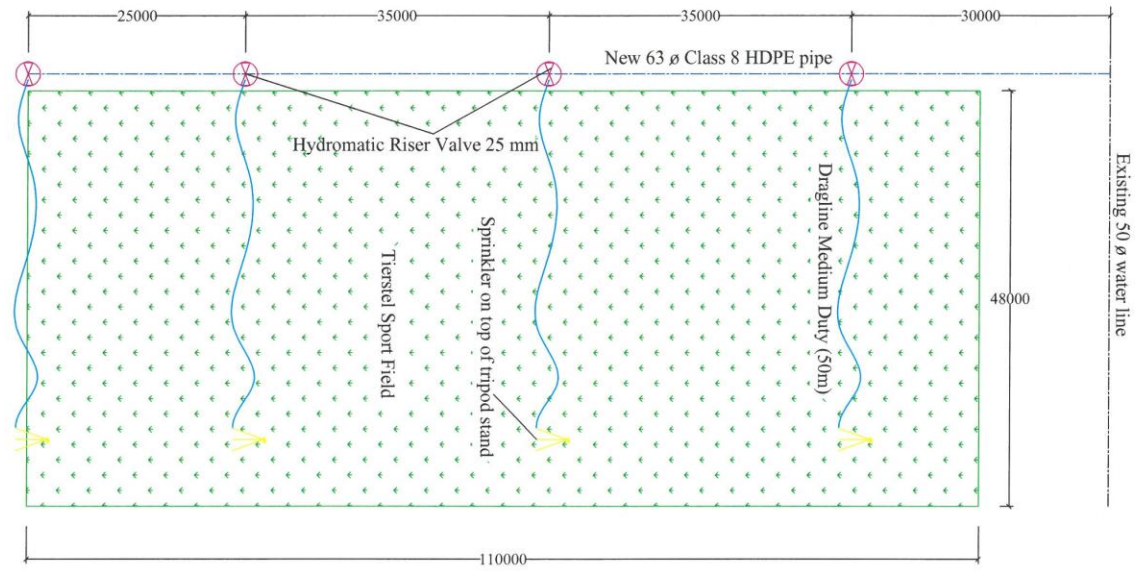 25000
35000
35000
30000
New 63 ø Class 8 HDPE pipe
Hydromatic Riser Valve 25 mm
Dragline Medium Duty (50m)
Sprinkler on top of tripod stand
Tierstel Sport Field
48000
Existing 50 ø water line
110000